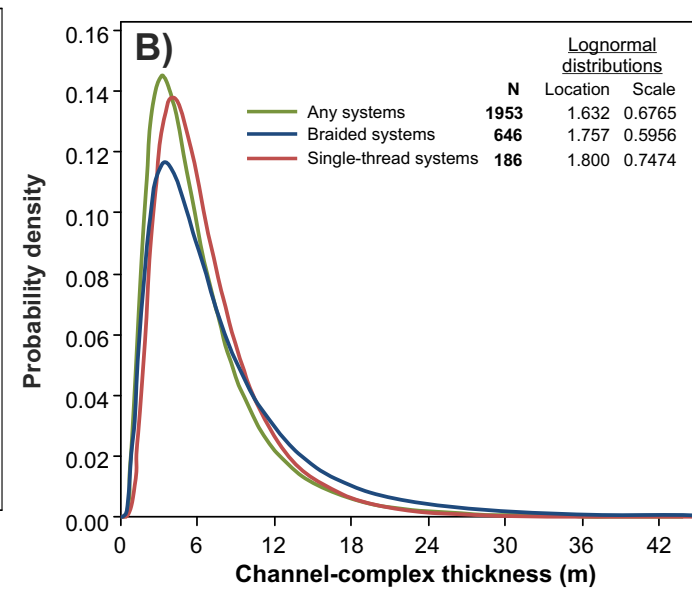 B)
Lognormal
distributions
N Location Scale
Any systems 1953 1.632 0.6765
Braided systems 646 1.757 0.5956
Single-thread systems 186 1.800 0.7474
Probability density
0.16
0.14
0.12
0.10
0.08
0.06
0.04
0.02
0.00
0 6 12 18 24 30 36 42
Channel-complex thickness (m)